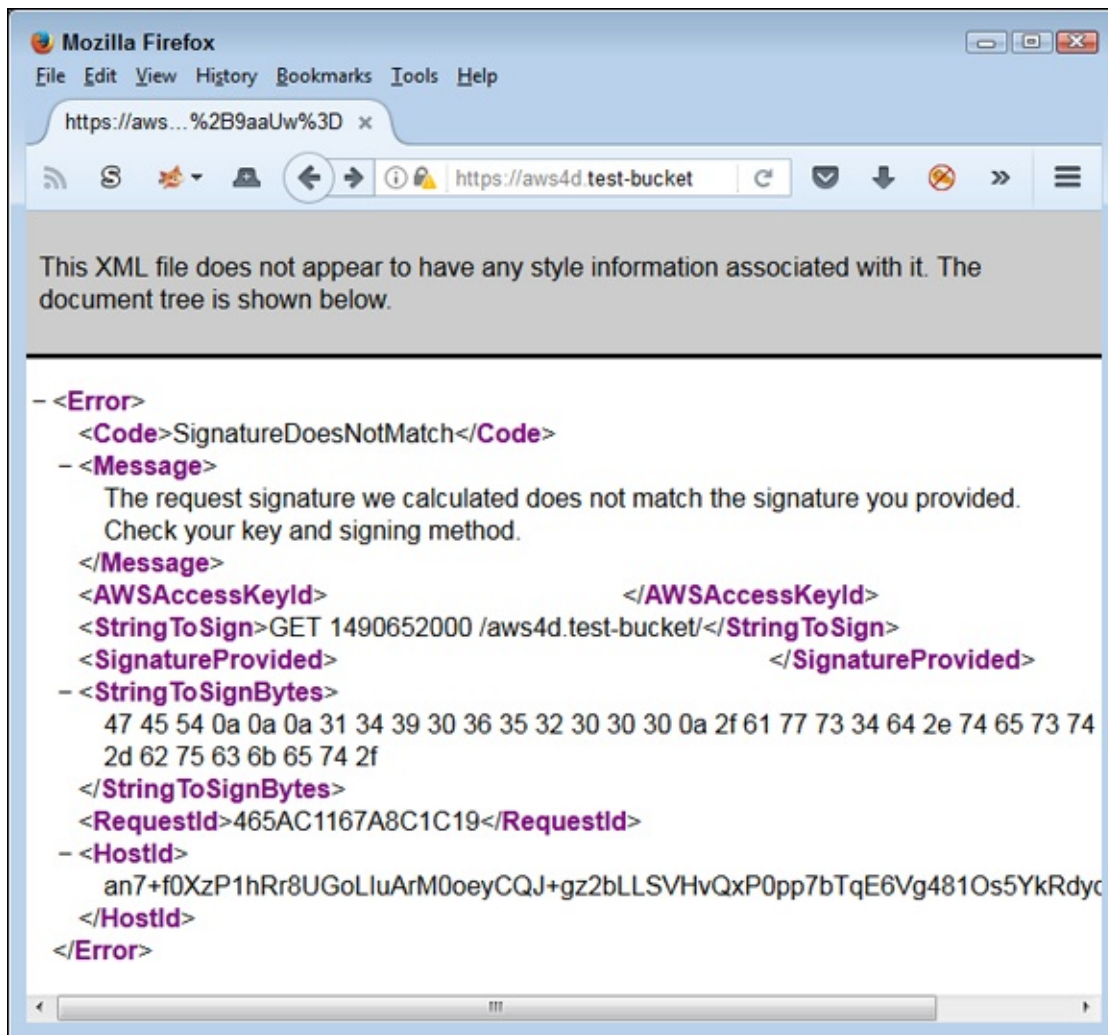 Mozilla Firefox
File Edit View History Bookmarks Tools Help
https://aws...%2B9aaUw%3D ×
S https://aws4d.test-bucket »
This XML file does not appear to have any style information associated with it. The
document tree is shown below.
– <Error>
<Code>SignatureDoesNotMatch</Code>
– <Message>
The request signature we calculated does not match the signature you provided.
Check your key and signing method.
</Message>
<AWSAccessKeyId> </AWSAccessKeyId>
<StringToSign>GET 1490652000 /aws4d.test-bucket/</StringToSign>
<SignatureProvided> </SignatureProvided>
– <StringToSignBytes>
47 45 54 0a 0a 0a 31 34 39 30 36 35 32 30 30 30 0a 2f 61 77 73 34 64 2e 74 65 73 74
2d 62 75 63 6b 65 74 2f
</StringToSignBytes>
<RequestId>465AC1167A8C1C19</RequestId>
– <HostId>
an7+f0XzP1hRr8UGoLIuArM0oeyCQJ+gz2bLLSVHvQxP0pp7bTqE6Vg481Os5YkRdyc
</HostId>
</Error>